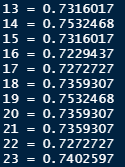 13 = 0.7316017
14 = 0.7532468
15 = 0.7316017
16 = 0.7229437
17 = 0.7272727
18 = 0.7359307
19 = 0.7532468
20 = 0.7359307
21 = 0.7359307
22 = 0.7272727
23 = 0.7402597